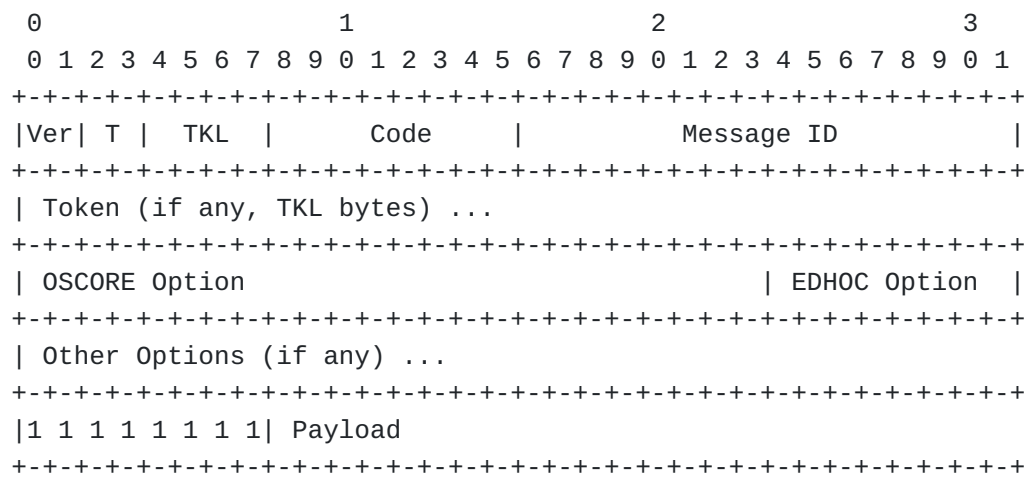 0                   1                   2                   3
 0 1 2 3 4 5 6 7 8 9 0 1 2 3 4 5 6 7 8 9 0 1 2 3 4 5 6 7 8 9 0 1
+-+-+-+-+-+-+-+-+-+-+-+-+-+-+-+-+-+-+-+-+-+-+-+-+-+-+-+-+-+-+-+-+
|Ver| T |  TKL  |      Code     |          Message ID           |
+-+-+-+-+-+-+-+-+-+-+-+-+-+-+-+-+-+-+-+-+-+-+-+-+-+-+-+-+-+-+-+-+
| Token (if any, TKL bytes) ...
+-+-+-+-+-+-+-+-+-+-+-+-+-+-+-+-+-+-+-+-+-+-+-+-+-+-+-+-+-+-+-+-+
| OSCORE Option                                 | EDHOC Option  |
+-+-+-+-+-+-+-+-+-+-+-+-+-+-+-+-+-+-+-+-+-+-+-+-+-+-+-+-+-+-+-+-+
| Other Options (if any) ...
+-+-+-+-+-+-+-+-+-+-+-+-+-+-+-+-+-+-+-+-+-+-+-+-+-+-+-+-+-+-+-+-+
|1 1 1 1 1 1 1 1| Payload
+-+-+-+-+-+-+-+-+-+-+-+-+-+-+-+-+-+-+-+-+-+-+-+-+-+-+-+-+-+-+-+-+